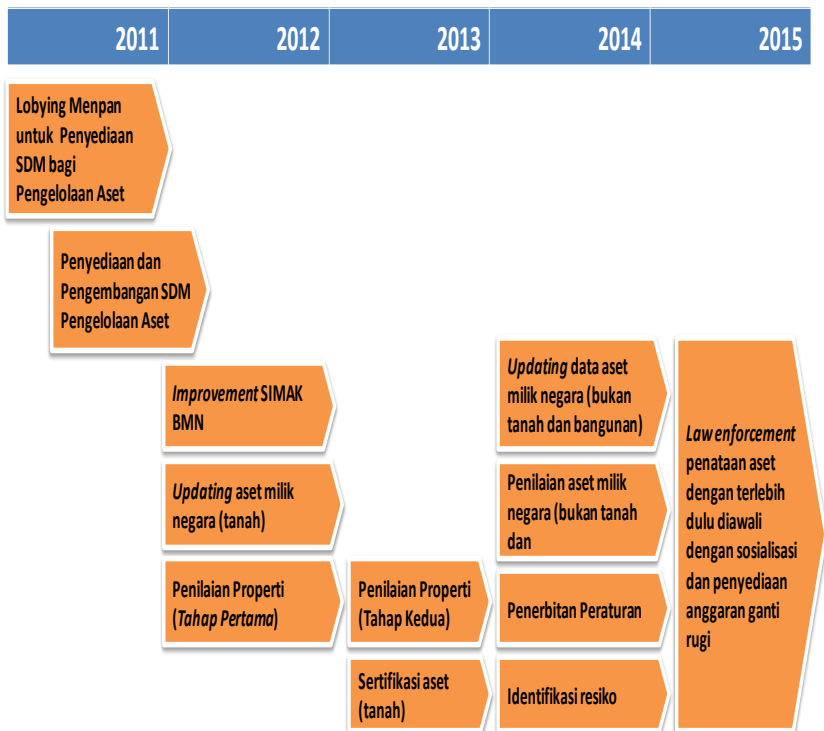 2011 2012 2013 2014 2015
Lobying Menpan
untuk Penyediaan
SDM bagi
Pengelolaan Aset
Penyediaan dan
Pengembangan SDM
Pengelolaan Aset
Improvement SIMAK
BMN
Updating aset milik
negara (tanah)
Penilaian Properti
(Tahap Pertama)
Penilaian Properti
(Tahap Kedua)
Sertifikasi aset
(tanah)
Updating data aset
milik negara (bukan
tanah dan bangunan)
Penilaian aset milik
negara (bukan tanah
dan
Penerbitan Peraturan
Identifikasi resiko
Law enforcement
penataan aset
dengan terlebih
dulu diawali
dengan sosialisasi
dan penyediaan
anggaran ganti
rugi